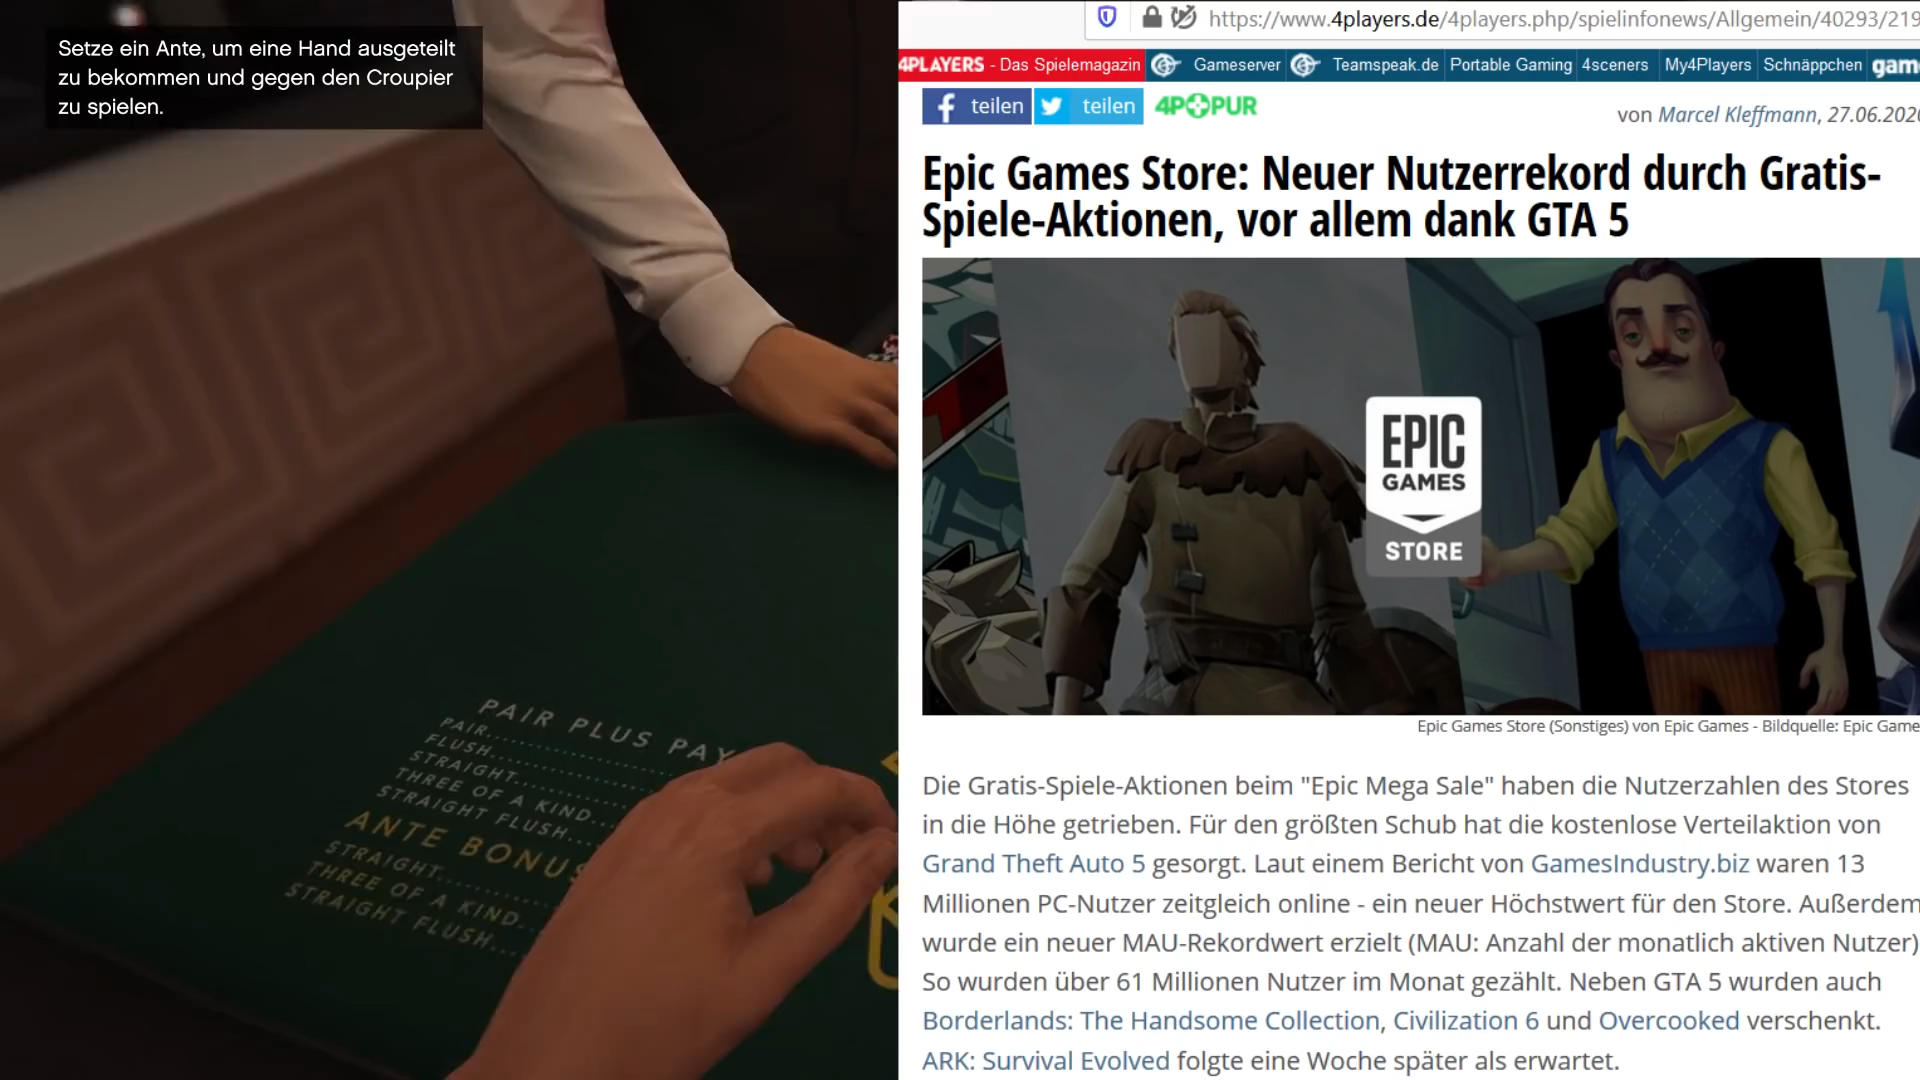 Setze ein Ante, um eine Hand ausgeteilt
zu bekommen und gegen den Croupier
zu spielen.
PAIR PLUS PAY
PAIR
FLUSH
STRAIGHT
THREE OF A KIND
STRAIGHT FLUSH
ANTE BONUS
STRAIGHT
THREE OF A KIND
STRAIGHT FLUSH
https://www.4players.de/4players.php/spielinfonews/Allgemein/40293/219
4PLAYERS - Das Spielemagazin Gameserver Teamspeak.de Portable Gaming 4sceners My4Players Schnäppchen
teilen teilen 4P PUR
von Marcel Kleffmann, 27.06.202
Epic Games Store: Neuer Nutzerrekord durch Gratis-
Spiele-Aktionen, vor allem dank GTA 5
EPIC
GAMES
STORE
Epic Games Store (Sonstiges) von Epic Games - Bildquelle: Epic Game
Die Gratis-Spiele-Aktionen beim "Epic Mega Sale" haben die Nutzerzahlen des Stores
in die Höhe getrieben. Für den größten Schub hat die kostenlose Verteilaktion von
Grand Theft Auto 5 gesorgt. Laut einem Bericht von GamesIndustry.biz waren 13
Millionen PC-Nutzer zeitgleich online - ein neuer Höchstwert für den Store. Außerdem
wurde ein neuer MAU-Rekordwert erzielt (MAU: Anzahl der monatlich aktiven Nutzer)
So wurden über 61 Millionen Nutzer im Monat gezählt. Neben GTA 5 wurden auch
Borderlands: The Handsome Collection, Civilization 6 und Overcooked verschenkt.
ARK: Survival Evolved folgte eine Woche später als erwartet.